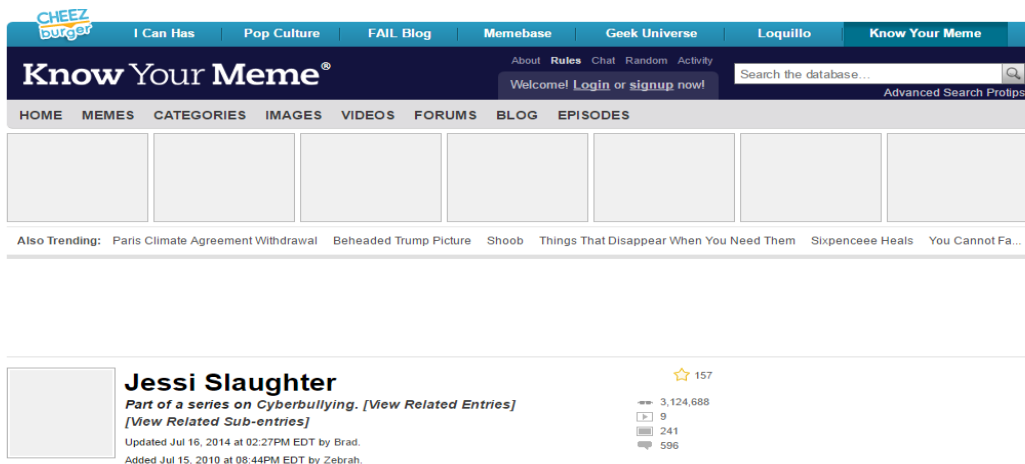 CHEEZ
burger
I Can Has Pop Culture FAIL Blog Memebase Geek Universe Loquillo Know Your Meme
About Rules Chat Random Activity
Know Your Meme®
Welcome! Login or signup now!
Search the database...
Advanced Search Protips
HOME MEMES CATEGORIES IMAGES VIDEOS FORUMS BLOG EPISODES
Also Trending: Paris Climate Agreement Withdrawal Beheaded Trump Picture Shoob Things That Disappear When You Need Them Sixpenceee Heals You Cannot Fa...
Jessi Slaughter
157
Part of a series on Cyberbullying. [View Related Entries]
[View Related Sub-entries]
3,124,688
9
241
596
Updated Jul 16, 2014 at 02:27PM EDT by Brad.
Added Jul 15, 2010 at 08:44PM EDT by Zebrah.